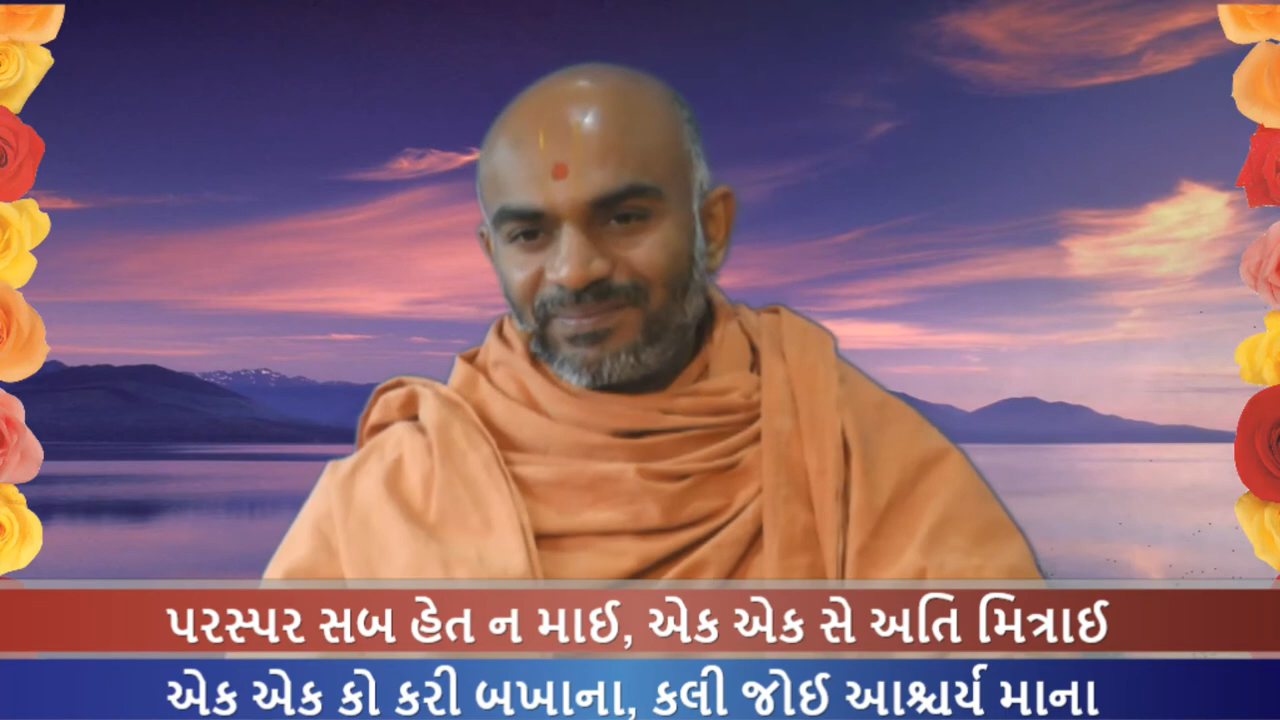 પરસ્પર સબ હેત ન માઈ, એક એક સે અતિ મિત્રાઈ
એક એક કો કરી બખાના, કલી જોઈ આશ્ચર્ય માના